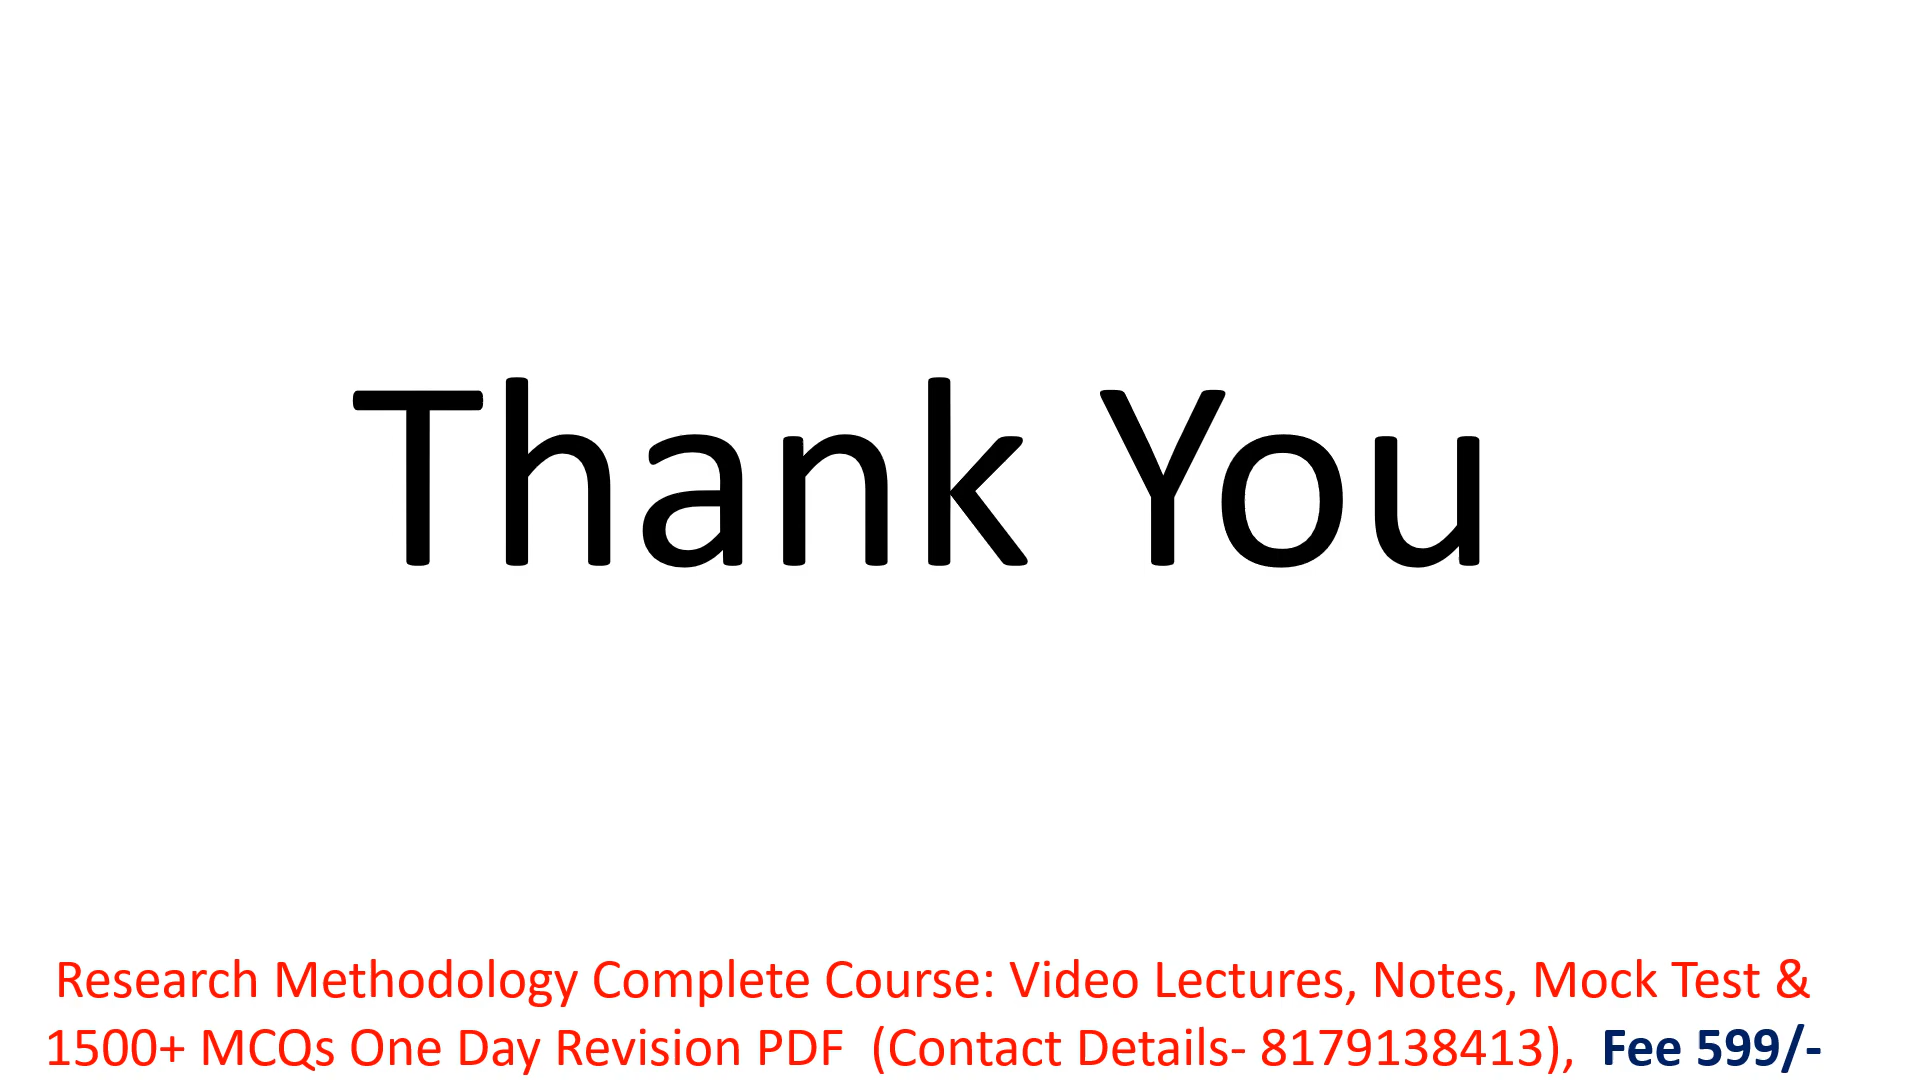 Thank You
Research Methodology Complete Course: Video Lectures, Notes, Mock Test &
1500+ MCQs One Day Revision PDF (Contact Details- 8179138413), Fee 599/-